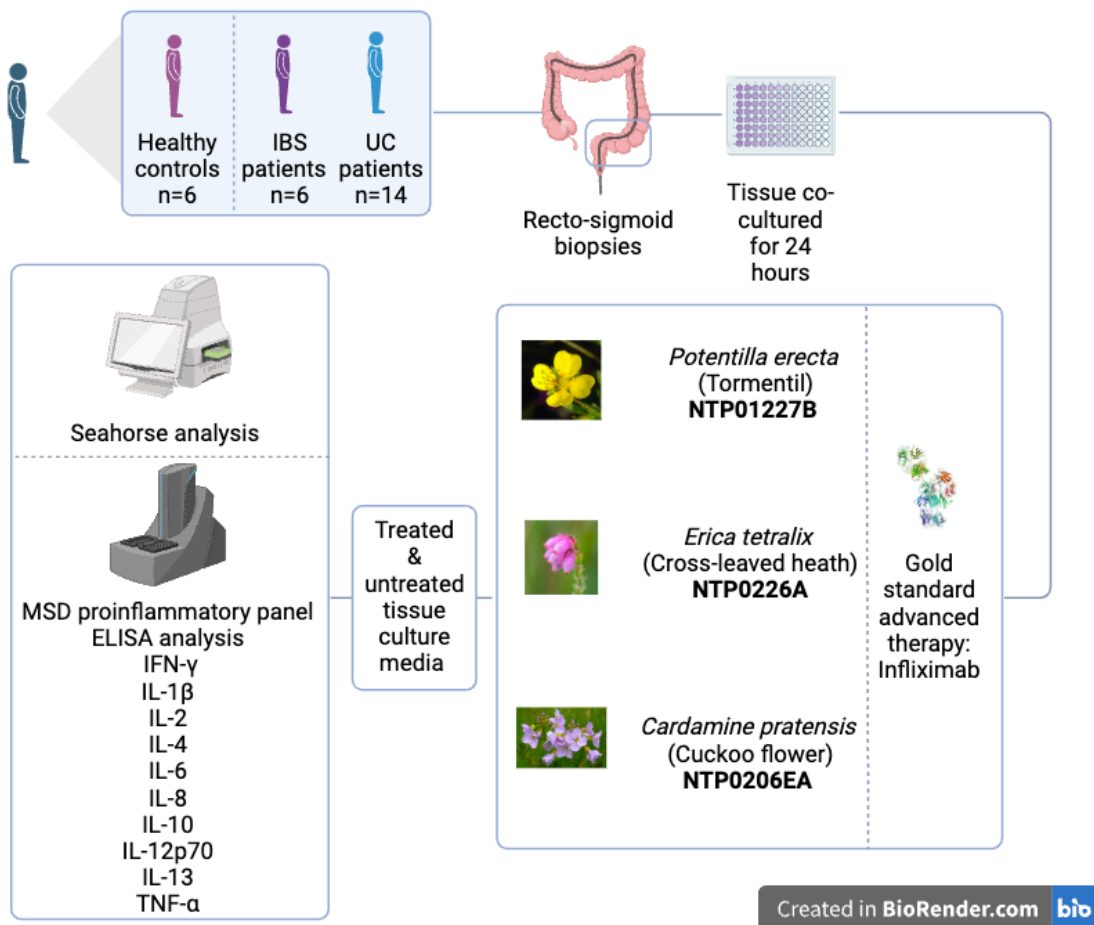 Healthy
controls
n=6
IBS
patients
n=6
UC
patients
n=14
Recto-sigmoid
biopsies
Tissue co-
cultured
for 24
hours
Potentilla erecta
(Tormentil)
NTP01227B
Erica tetralix
(Cross-leaved heath)
NTP0226A
Cardamine pratensis
(Cuckoo flower)
NTP0206EA
Gold
standard
advanced
therapy:
Infliximab
Treated
&
untreated
tissue
culture
media
Seahorse analysis
MSD proinflammatory panel
ELISA analysis
IFN-γ
IL-1β
IL-2
IL-4
IL-6
IL-8
IL-10
IL-12p70
IL-13
TNF-α
Created in BioRender.com bio